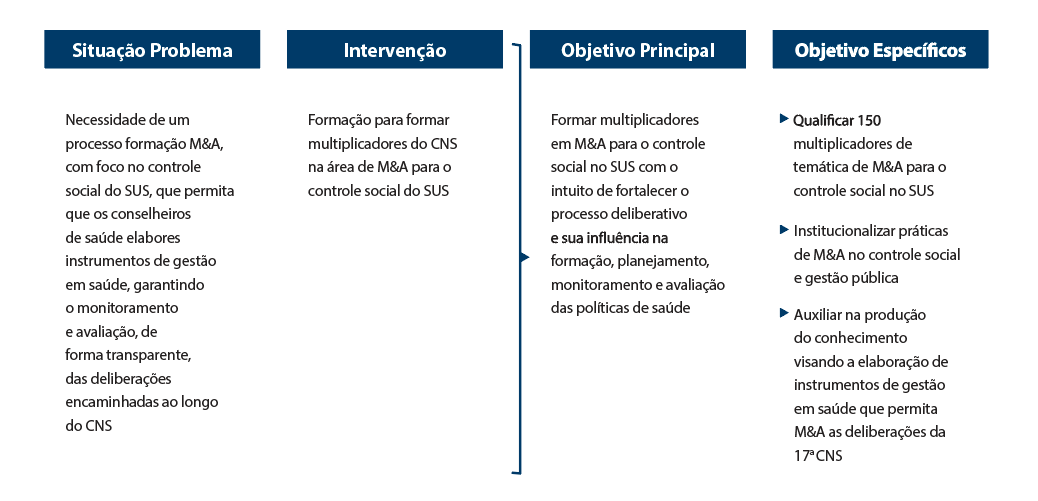 Situação Problema
Necessidade de um
processo formação M&A,
com foco no controle
social do SUS, que permita
que os conselheiros
de saúde elabores
instrumentos de gestão
em saúde, garantindo
o monitoramento
e avaliação, de
forma transparente,
das deliberações
encaminhadas ao longo
do CNS
Intervenção
Formação para formar
multiplicadores do CNS
na área de M&A para o
controle social do SUS
Objetivo Principal
Formar multiplicadores
em M&A para o controle
social no SUS com o
intuito de fortalecer o
processo deliberativo
e sua influência na
formação, planejamento,
monitoramento e avaliação
das políticas de saúde
Objetivo Específicos
Qualificar 150
multiplicadores de
temática de M&A para o
controle social no SUS
Institucionalizar práticas
de M&A no controle social
e gestão pública
Auxiliar na produção
do conhecimento
visando a elaboração de
instrumentos de gestão
em saúde que permita
M&A as deliberações da
17ª CNS